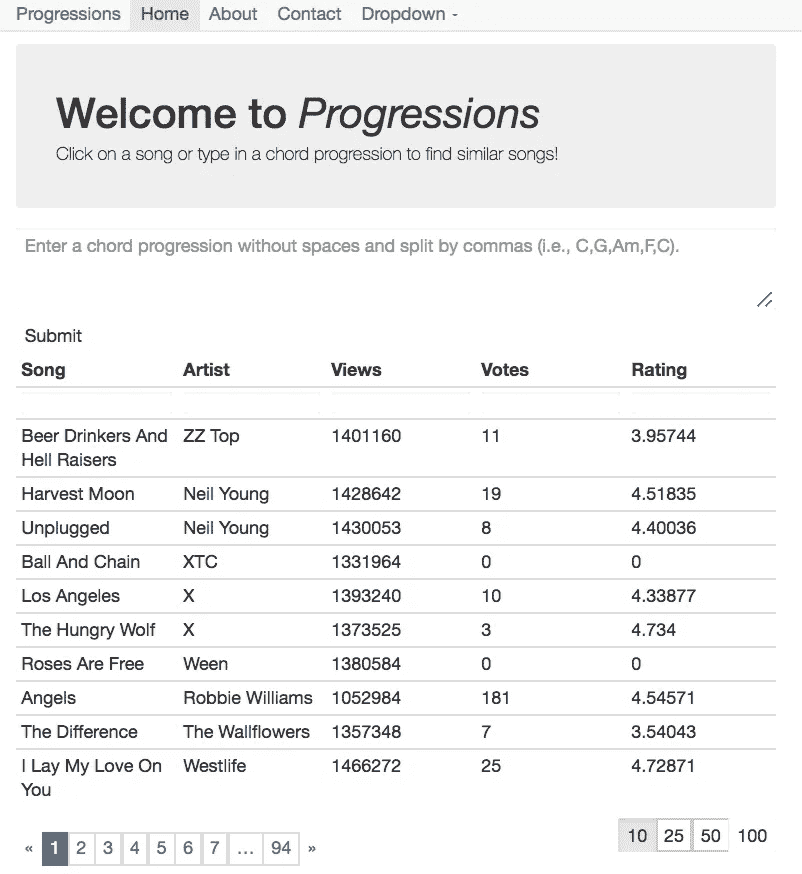 Progressions Home About Contact Dropdown -
Welcome to Progressions
Click on a song or type in a chord progression to find similar songs!
Enter a chord progression without spaces and split by commas (i.e., C,G,Am,F,C).
Submit
Song Artist Views Votes Rating
Beer Drinkers And ZZ Top 1401160 11 3.95744
Hell Raisers
Harvest Moon Neil Young 1428642 19 4.51835
Unplugged Neil Young 1430053 8 4.40036
Ball And Chain XTC 1331964 0 0
Los Angeles X 1393240 10 4.33877
The Hungry Wolf X 1373525 3 4.734
Roses Are Free Ween 1380584 0 0
Angels Robbie Williams 1052984 181 4.54571
The Difference The Wallflowers 1357348 7 3.54043
I Lay My Love On Westlife 1466272 25 4.72871
You
« 1 2 3 4 5 6 7 ... 94 » 10 25 50 100